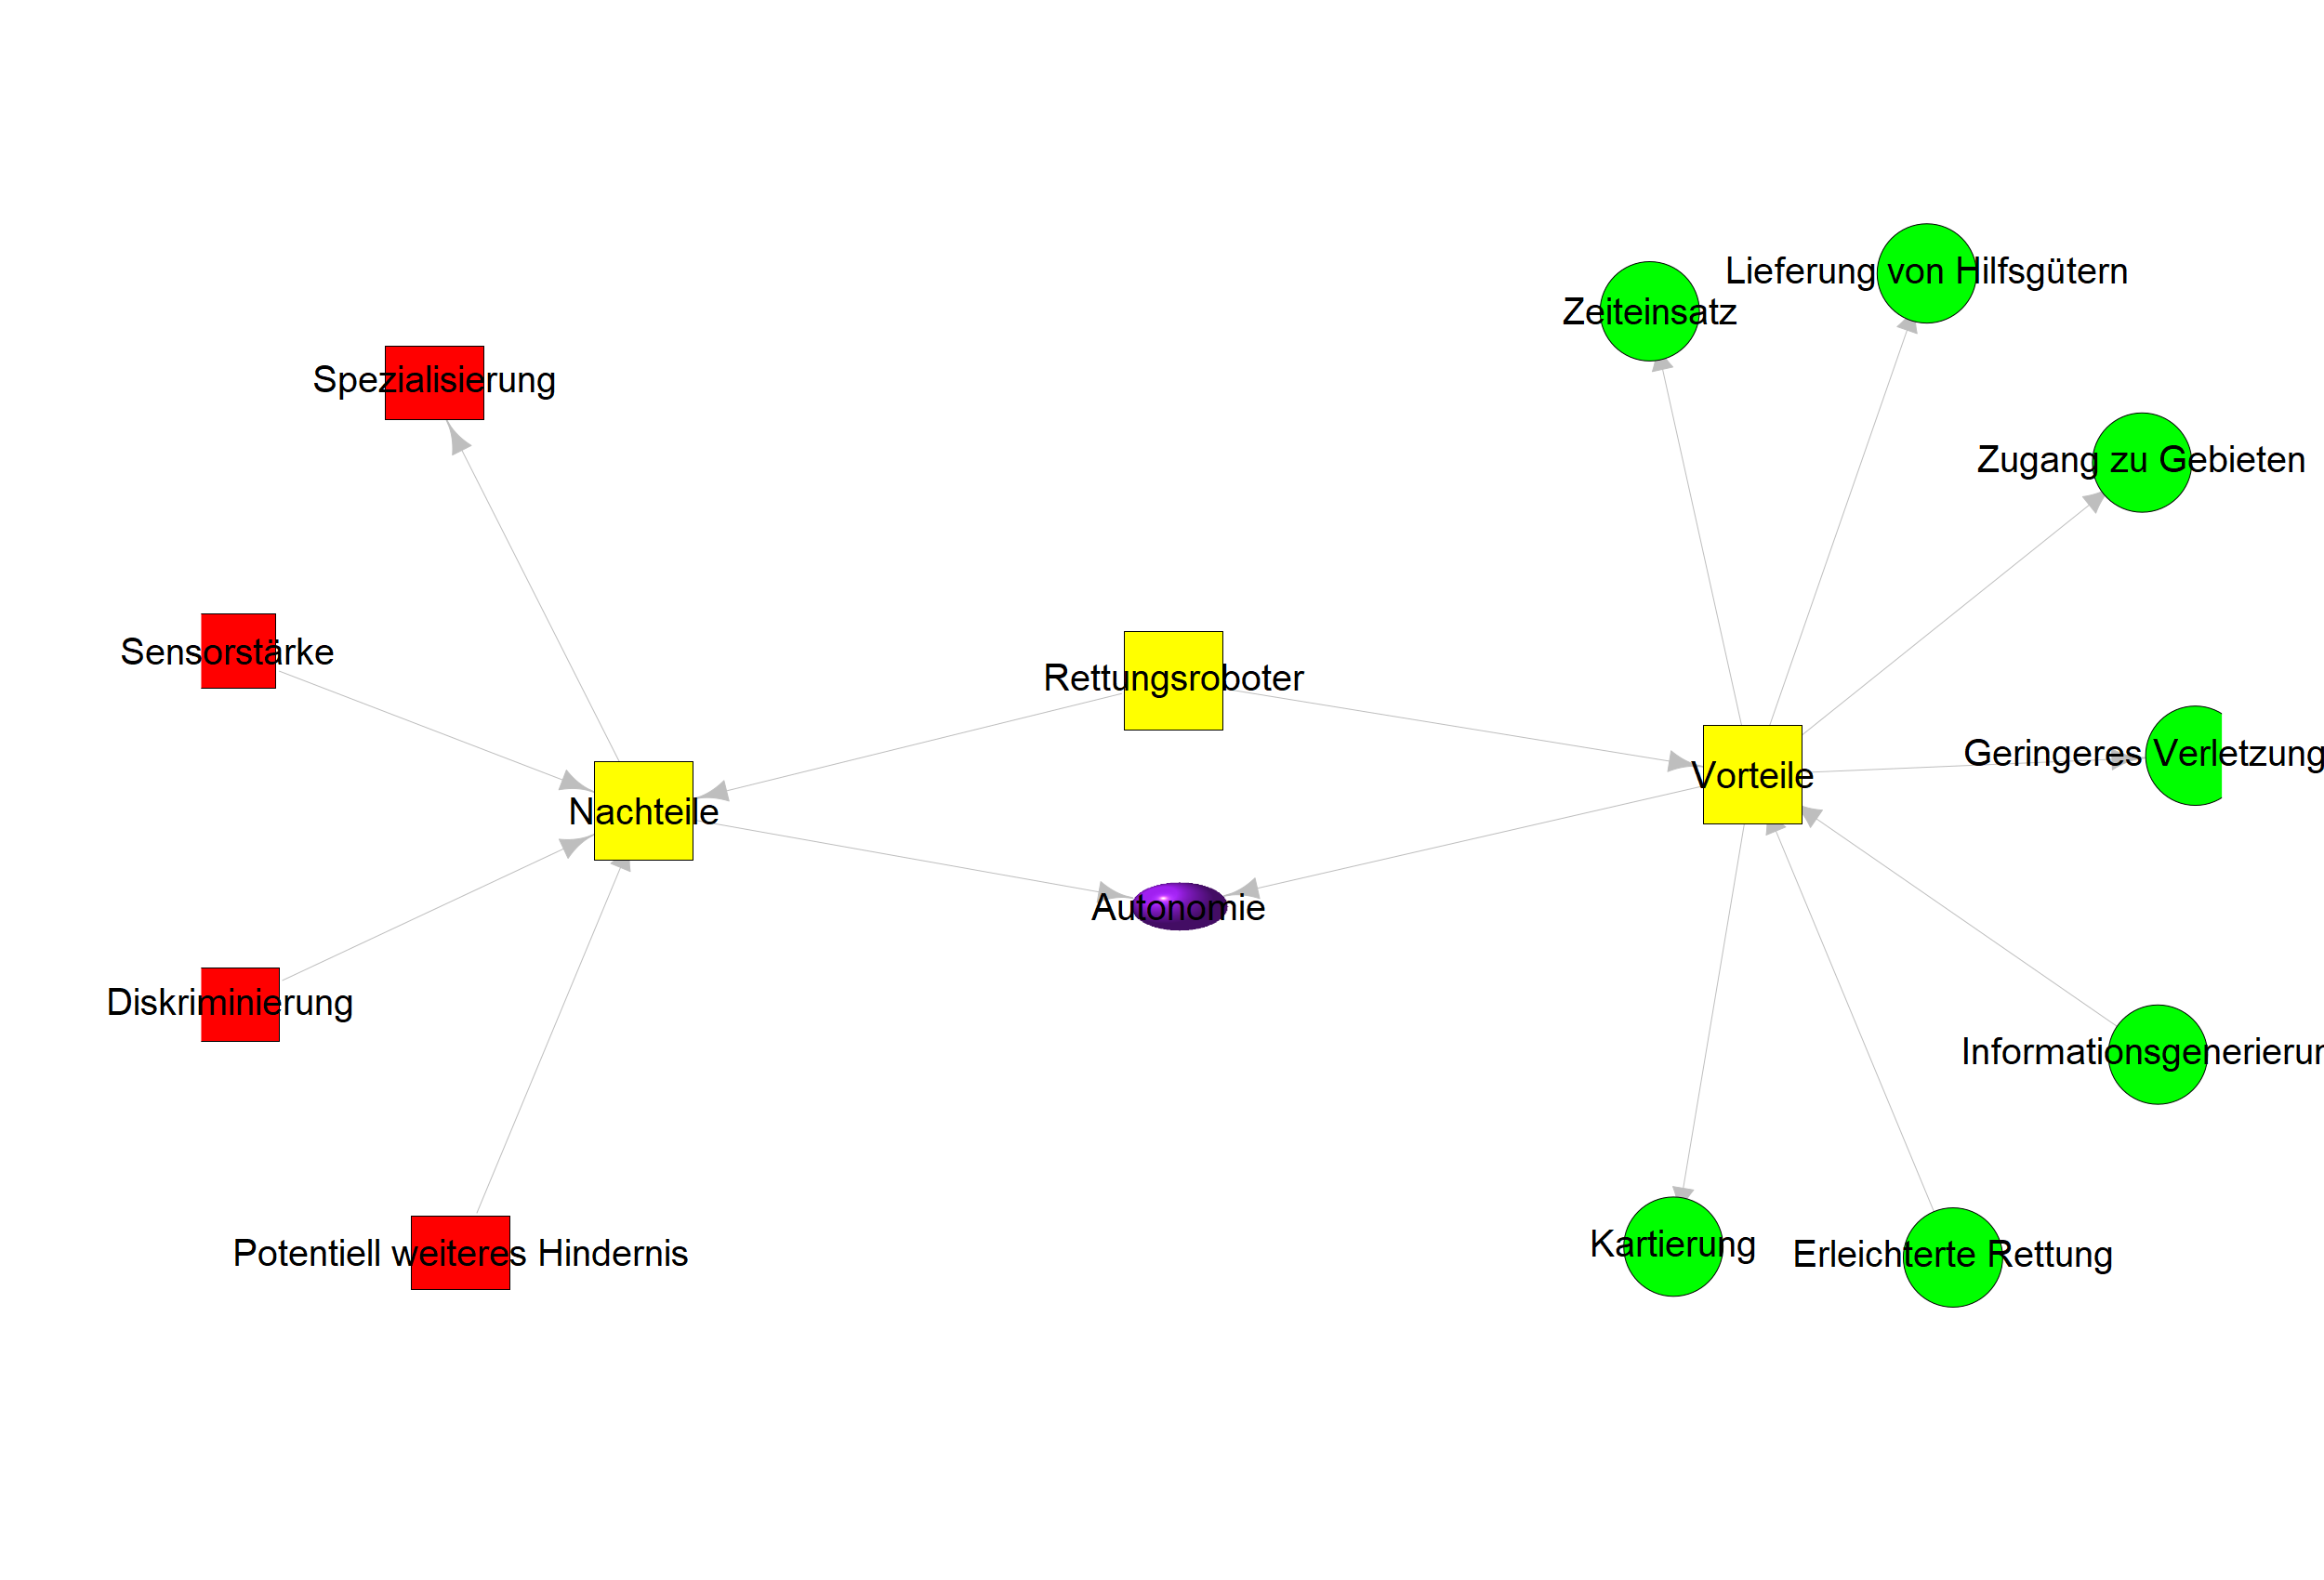 Lieferung von Hilfsgütern
Zeiteinsatz
Spezialisierung
Zugang zu Gebieten
Sensorstärke
Rettungsroboter
Geringeres Verletzung
Vorteile
Nachteile
Autonomie
Diskriminierung
Informationsgenerierun
Kartierung
Potentiell weiteres Hindernis
Erleichterte Rettung